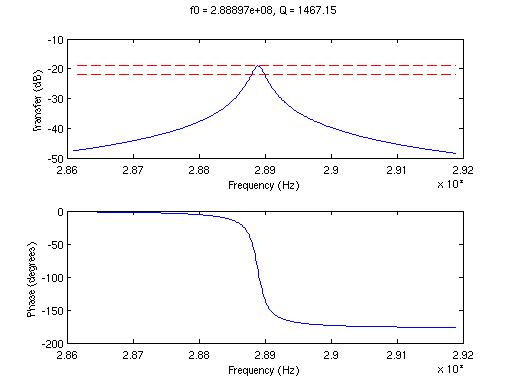 f0 = 2.88897e+08, Q = 1467.15
-10
-20
-30
-40
-50
Transfer (dB)
2.86 2.87 2.88 2.89 2.9 2.91 2.92
Frequency (Hz)
x 10⁸
0
-50
-100
-150
-200
Phase (degrees)
2.86 2.87 2.88 2.89 2.9 2.91 2.92
Frequency (Hz)
x 10⁸